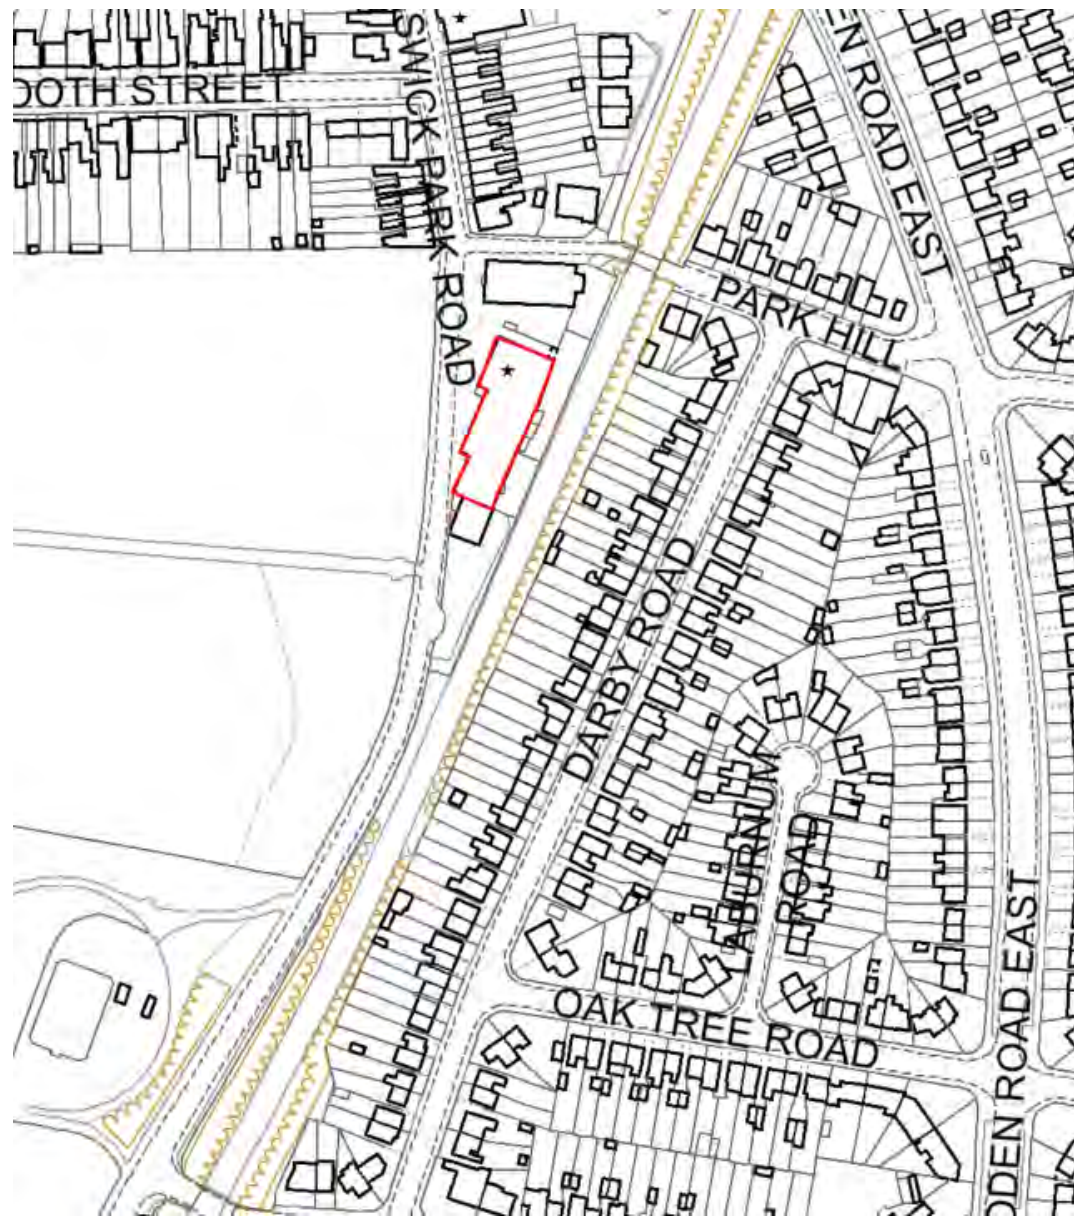 OOTH STREET
SWICK PARK ROAD
EN ROAD EAST
PARK HILL
DARBY ROAD
LABURNUM
ROAD
OAK TREE ROAD
DDEN ROAD EAST